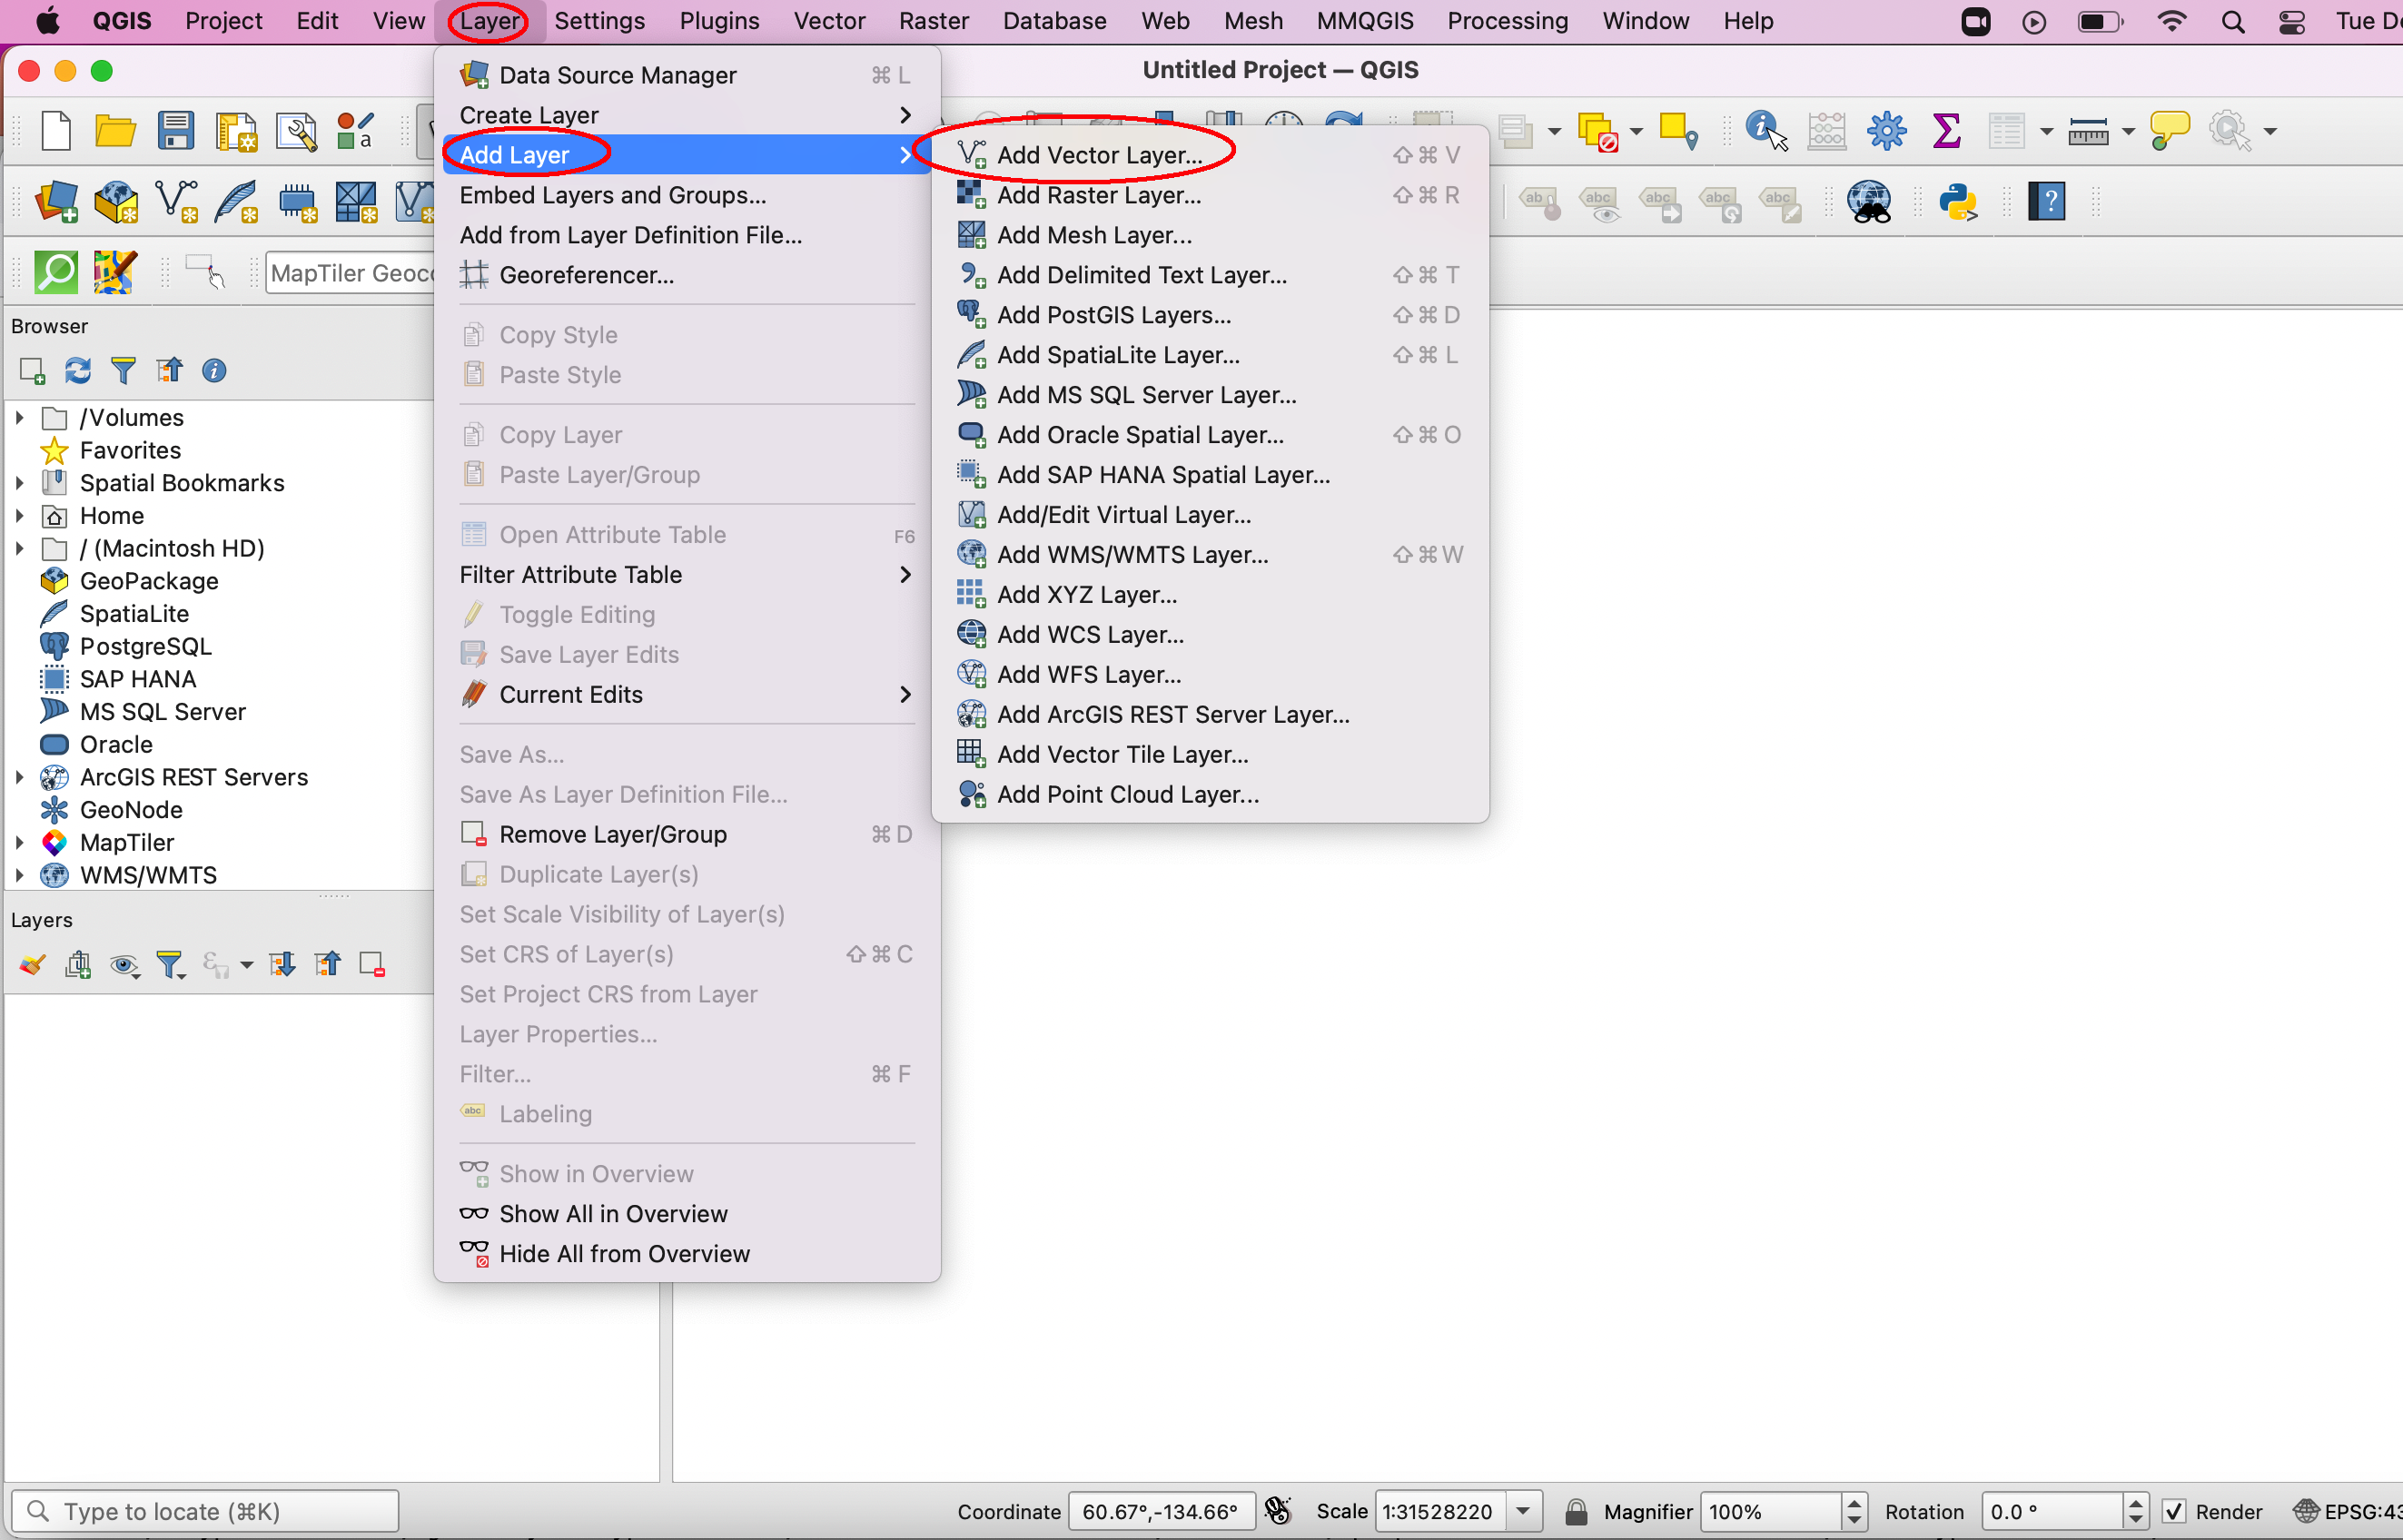 QGIS Project Edit View Layer Settings Plugins Vector Raster Database Web Mesh MMQGIS Processing Window Help
Untitled Project — QGIS
Data Source Manager ⌘ L
Create Layer
Add Layer
Embed Layers and Groups...
Add from Layer Definition File...
Georeferencer...
Copy Style
Paste Style
Copy Layer
Paste Layer/Group
Open Attribute Table F6
Filter Attribute Table
Toggle Editing
Save Layer Edits
Current Edits
Save As...
Save As Layer Definition File...
Remove Layer/Group ⌘ D
Duplicate Layer(s)
Set Scale Visibility of Layer(s)
Set CRS of Layer(s) ⇧ ⌘ C
Set Project CRS from Layer
Layer Properties...
Filter... ⌘ F
abc Labeling
Show in Overview
Show All in Overview
Hide All from Overview
Add Vector Layer... ⇧ ⌘ V
Add Raster Layer... ⇧ ⌘ R
Add Mesh Layer...
Add Delimited Text Layer... ⇧ ⌘ T
Add PostGIS Layers... ⇧ ⌘ D
Add SpatiaLite Layer... ⇧ ⌘ L
Add MS SQL Server Layer...
Add Oracle Spatial Layer... ⇧ ⌘ O
Add SAP HANA Spatial Layer...
Add/Edit Virtual Layer...
Add WMS/WMTS Layer... ⇧ ⌘ W
Add XYZ Layer...
Add WCS Layer...
Add WFS Layer...
Add ArcGIS REST Server Layer...
Add Vector Tile Layer...
Add Point Cloud Layer...
MapTiler
Browser
/Volumes
Favorites
Spatial Bookmarks
Home
/ (Macintosh HD)
GeoPackage
SpatiaLite
PostgreSQL
SAP HANA
MS SQL Server
Oracle
ArcGIS REST Servers
GeoNode
MapTiler
WMS/WMTS
Layers
Type to locate (⌘K)
Coordinate 60.67°,-134.66° Scale 1:31528220 Magnifier 100% Rotation 0.0 ° Render